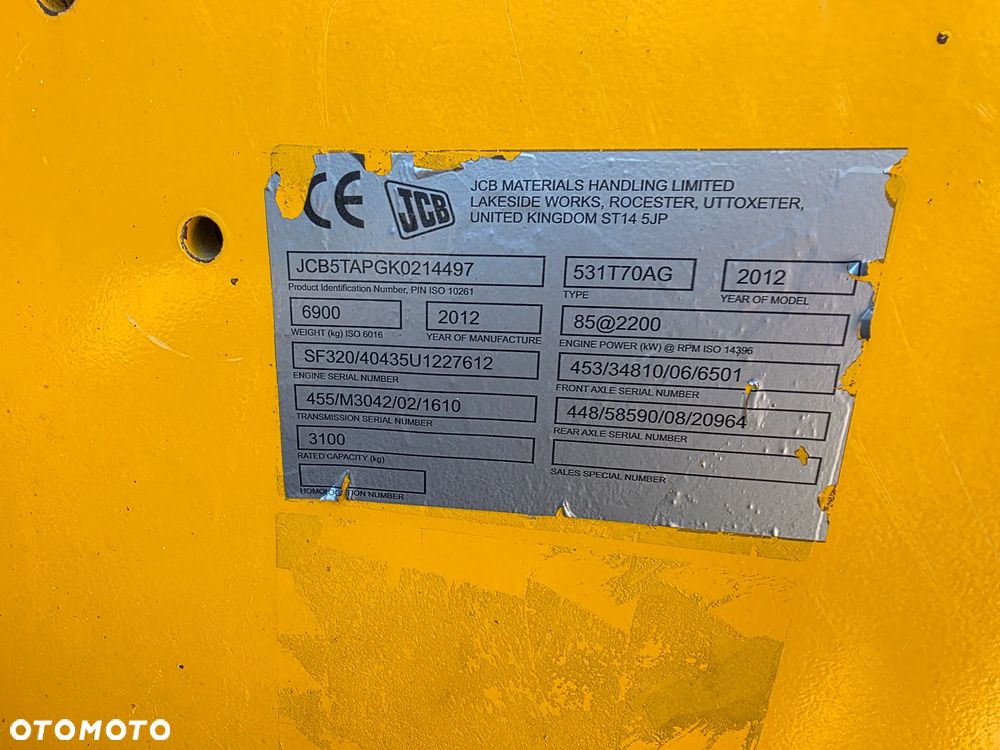 CE
JCB
JCB MATERIALS HANDLING LIMITED
LAKESIDE WORKS, ROCESTER, UTTOXETER,
UNITED KINGDOM ST14 5JP
JCB5TAPGK0214497
Product Identification Number, PIN ISO 10261
531T70AG
TYPE
2012
YEAR OF MODEL
6900
WEIGHT (kg) ISO 6016
2012
YEAR OF MANUFACTURE
85@2200
ENGINE POWER (kW) @ RPM ISO 14396
SF320/40435U1227612
ENGINE SERIAL NUMBER
453/34810/06/6501
FRONT AXLE SERIAL NUMBER
455/M3042/02/1610
TRANSMISSION SERIAL NUMBER
448/58590/08/20964
REAR AXLE SERIAL NUMBER
3100
RATED CAPACITY (kg)
SALES SPECIAL NUMBER
HOMOLOGATION NUMBER
OTOMOTO